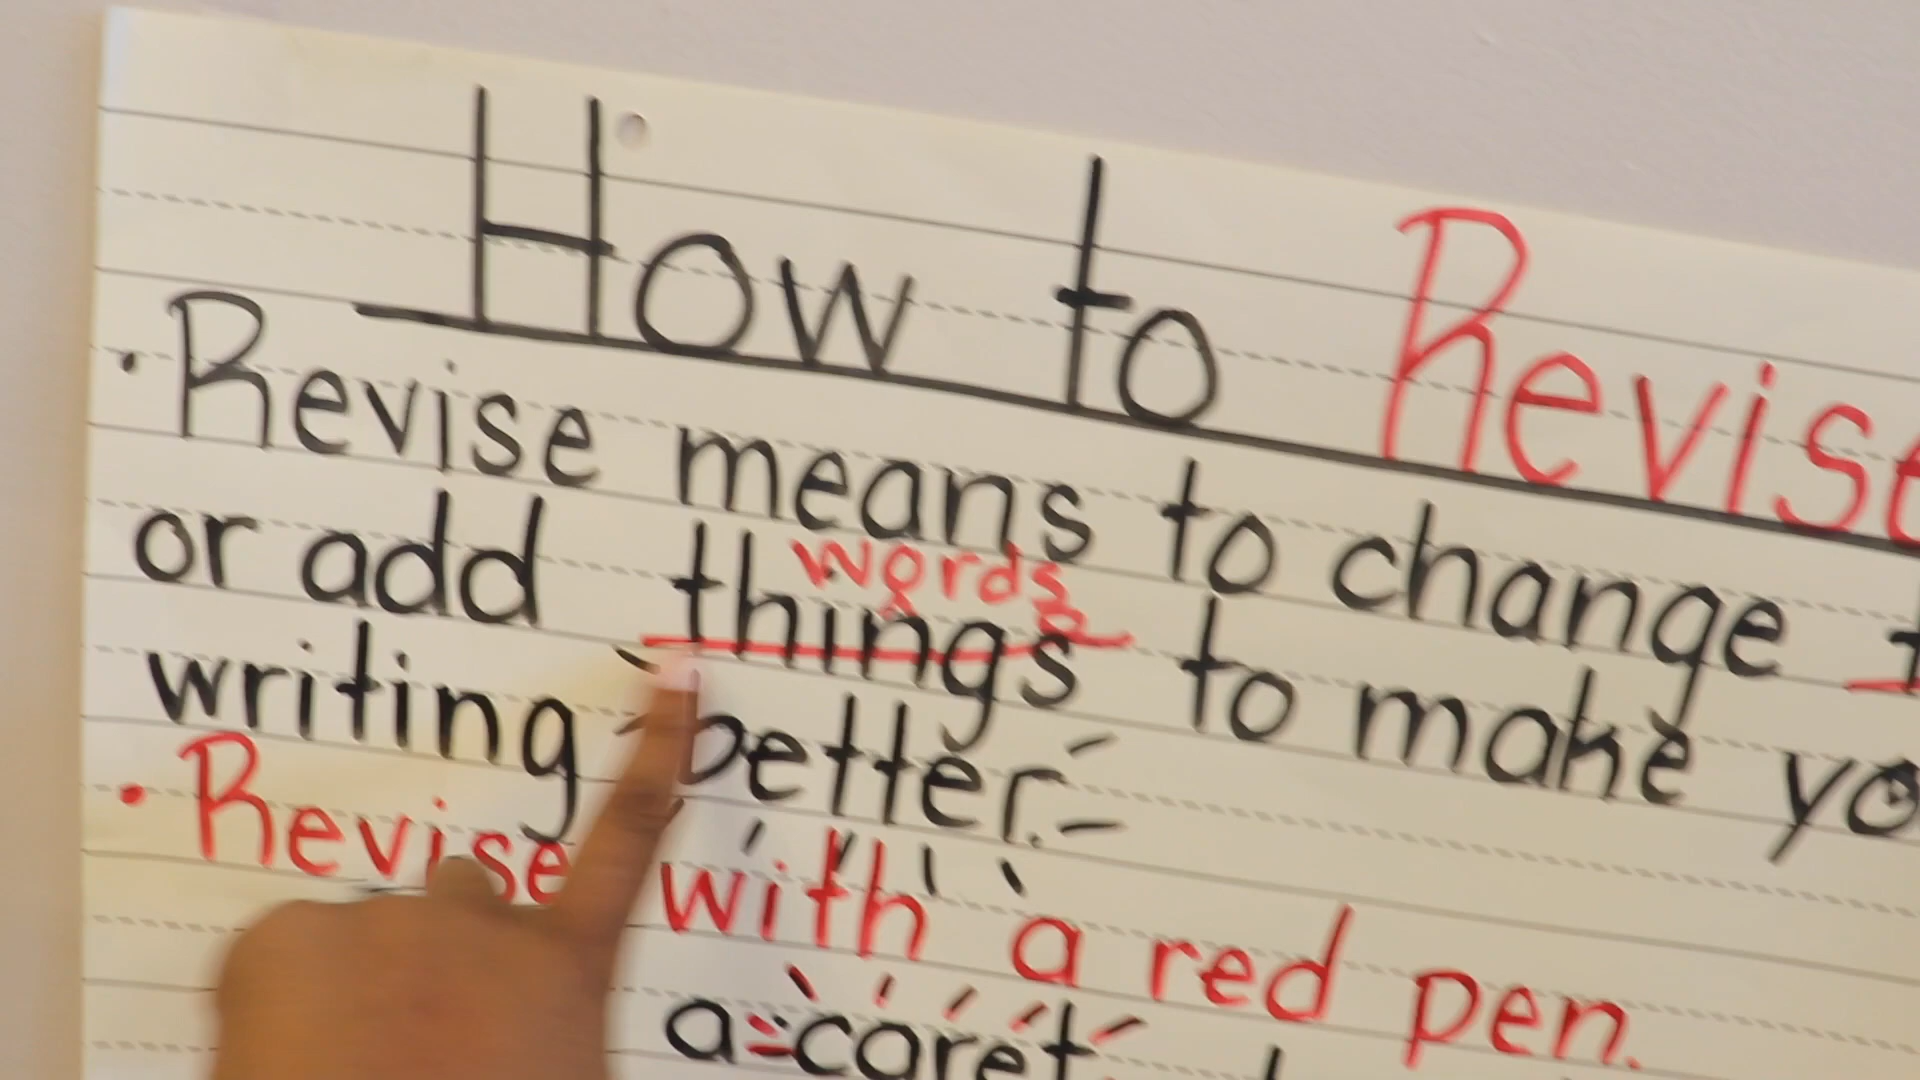 How to Revise
• Revise means to change
words
or add things to make yo
writing better.
• Revise with a red pen.
a caret